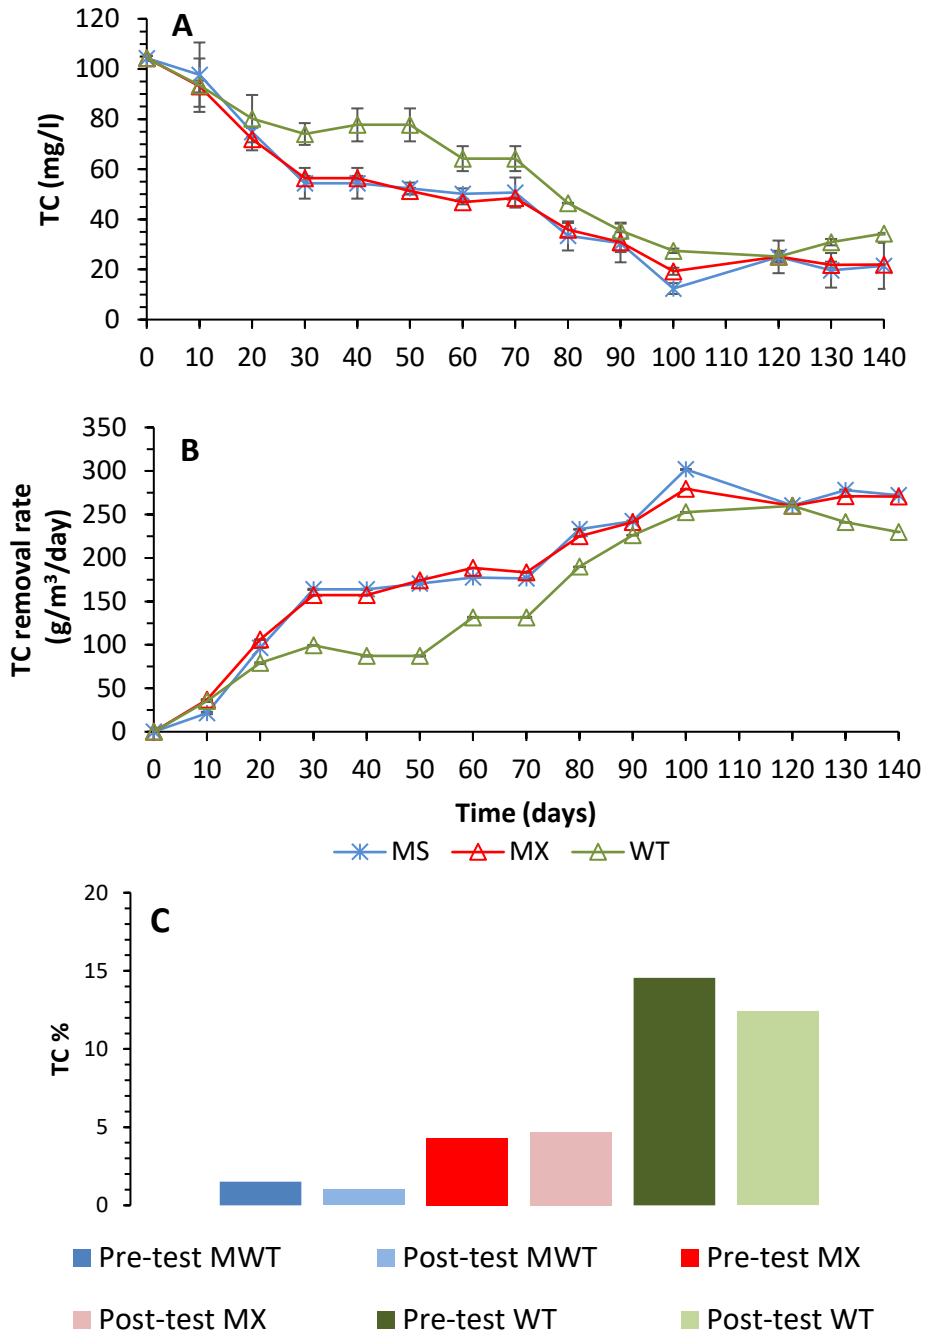 A
TC (mg/l)
120
100
80
60
40
20
0
0 10 20 30 40 50 60 70 80 90 100 110 120 130 140
B
TC removal rate
(g/m³/day)
350
300
250
200
150
100
50
0
0 10 20 30 40 50 60 70 80 90 100 110 120 130 140
Time (days)
MS MX WT
C
TC %
20
15
10
5
0
Pre-test MWT Post-test MWT Pre-test MX
Post-test MX Pre-test WT Post-test WT